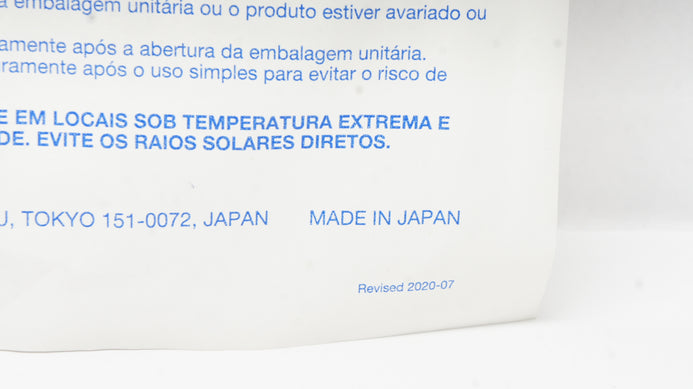 embalagem unitária ou o produto estiver avariado ou
amente após a abertura da embalagem unitária.
uramente após o uso simples para evitar o risco de
E EM LOCAIS SOB TEMPERATURA EXTREMA E
DE. EVITE OS RAIOS SOLARES DIRETOS.
U, TOKYO 151-0072, JAPAN MADE IN JAPAN
Revised 2020-07